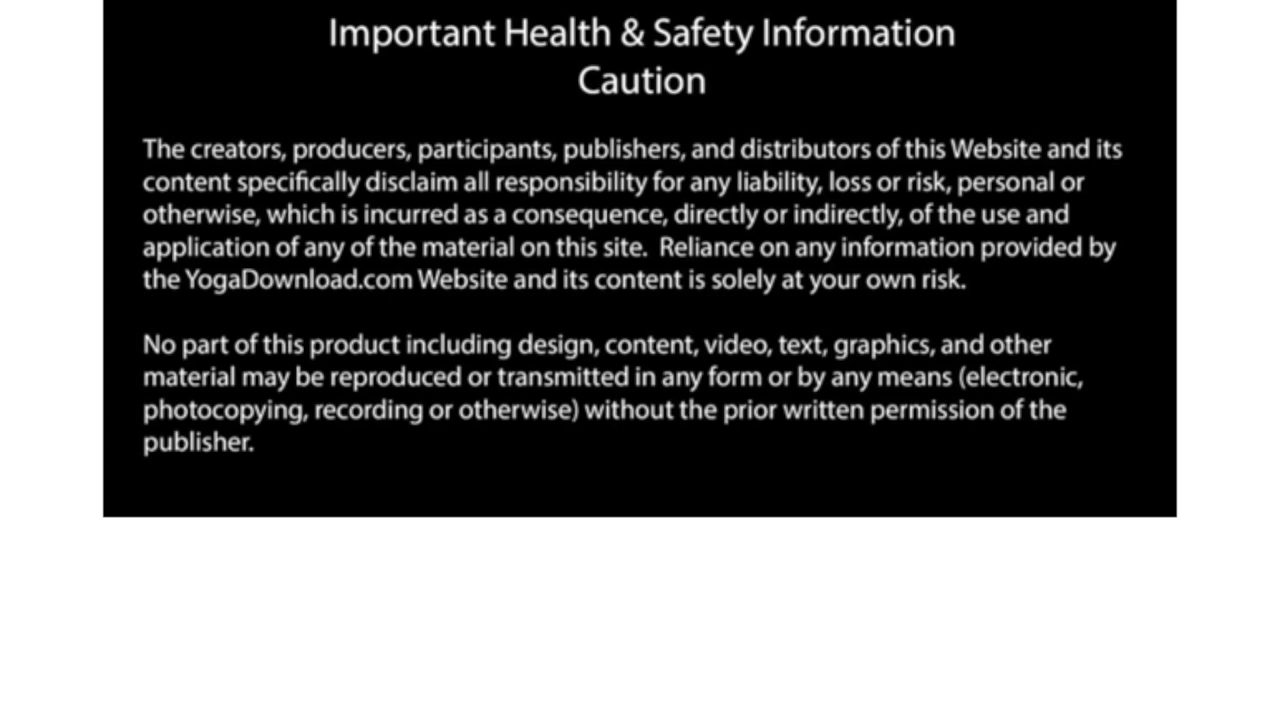 Important Health & Safety Information
Caution
The creators, producers, participants, publishers, and distributors of this Website and its
content specifically disclaim all responsibility for any liability, loss or risk, personal or
otherwise, which is incurred as a consequence, directly or indirectly, of the use and
application of any of the material on this site.  Reliance on any information provided by
the YogaDownload.com Website and its content is solely at your own risk.
No part of this product including design, content, video, text, graphics, and other
material may be reproduced or transmitted in any form or by any means (electronic,
photocopying, recording or otherwise) without the prior written permission of the
publisher.